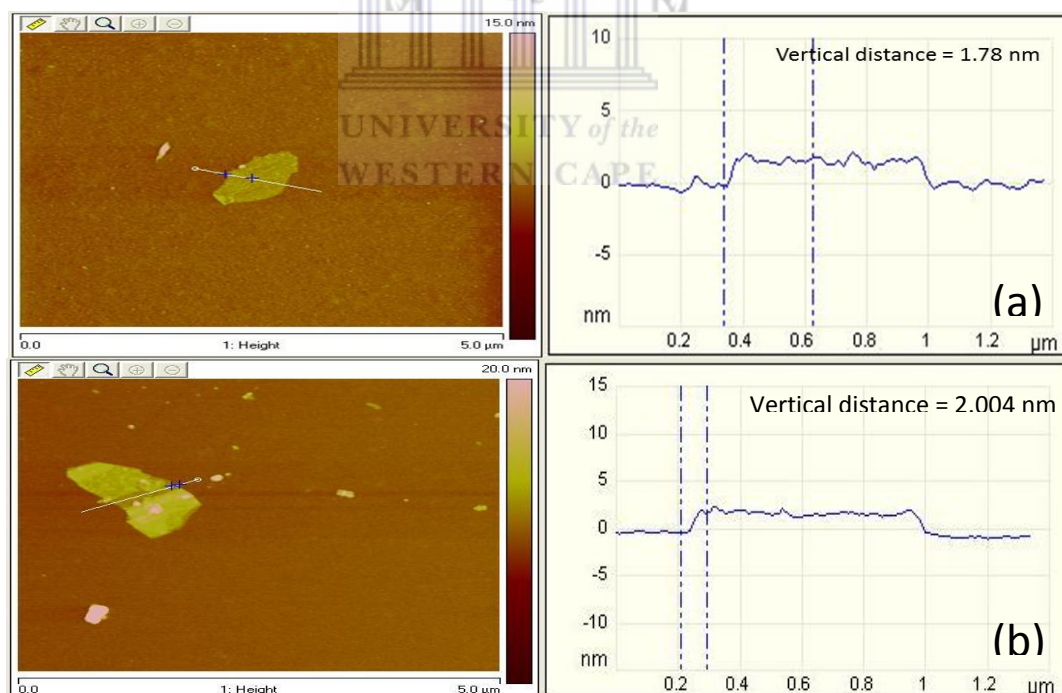 15.0 nm
0.0
1: Height
5.0 µm
10
5
0
-5
nm
0.2
0.4
0.6
0.8
1
1.2
µm
Vertical distance = 1.78 nm
(a)
UNIVERSITY of the
WESTERN CAPE
20.0 nm
0.0
1: Height
5.0 µm
15
10
5
0
-5
-10
nm
0.2
0.4
0.6
0.8
1
1.2
µm
Vertical distance = 2.004 nm
(b)